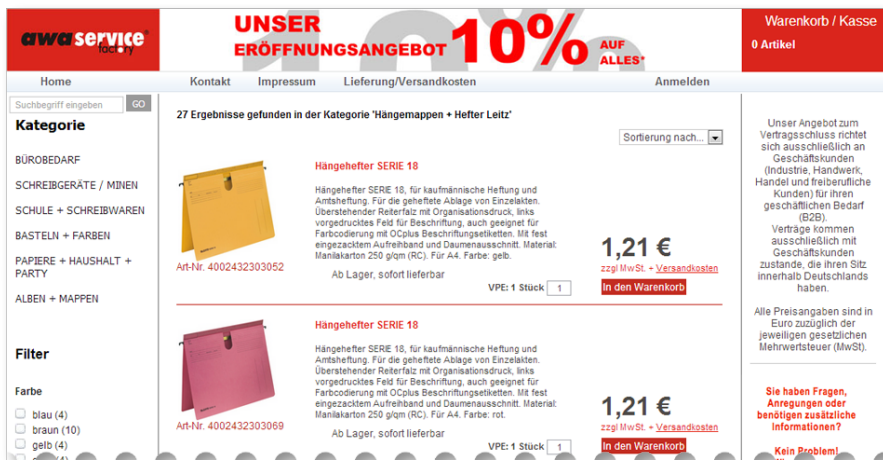 awa service
factory
UNSER
ERÖFFNUNGSANGEBOT 10% AUF
ALLES*
10%
Warenkorb / Kasse
0 Artikel
Home
Kontakt
Impressum
Lieferung/Versandkosten
Anmelden
Suchbegriff eingeben
GO
Kategorie
BÜROBEDARF
SCHREIBGERÄTE / MINEN
SCHULE + SCHREIBWAREN
BASTELN + FARBEN
PAPIERE + HAUSHALT +
PARTY
ALBEN + MAPPEN
Filter
Farbe
blau (4)
braun (10)
gelb (4)
27 Ergebnisse gefunden in der Kategorie 'Hängemappen + Hefter Leitz'
Sortierung nach...
Hängehefter SERIE 18
Hängehefter SERIE 18, für kaufmännische Heftung und
Amtsheftung. Für die geheftete Ablage von Einzelakten.
Überstehender Reiterfalz mit Organisationsdruck, links
vorgedrucktes Feld für Beschriftung, auch geeignet für
Farbcodierung mit OCplus Beschriftungsetiketten. Mit fest
eingezacktem Aufreihband und Daumenausschnitt. Material:
Manilakarton 250 g/qm (RC). Für A4. Farbe: gelb.
Art-Nr. 4002432303052
Ab Lager, sofort lieferbar
VPE: 1 Stück 1
1,21 €
zzgl MwSt. + Versandkosten
In den Warenkorb
Hängehefter SERIE 18
Hängehefter SERIE 18, für kaufmännische Heftung und
Amtsheftung. Für die geheftete Ablage von Einzelakten.
Überstehender Reiterfalz mit Organisationsdruck, links
vorgedrucktes Feld für Beschriftung, auch geeignet für
Farbcodierung mit OCplus Beschriftungsetiketten. Mit fest
eingezacktem Aufreihband und Daumenausschnitt. Material:
Manilakarton 250 g/qm (RC). Für A4. Farbe: rot.
Art-Nr. 4002432303069
Ab Lager, sofort lieferbar
VPE: 1 Stück 1
1,21 €
zzgl MwSt. + Versandkosten
In den Warenkorb
Unser Angebot zum
Vertragsschluss richtet
sich ausschließlich an
Geschäftskunden
(Industrie, Handwerk,
Handel und freiberufliche
Kunden) für ihren
geschäftlichen Bedarf
(B2B).
Verträge kommen
ausschließlich mit
Geschäftskunden
zustande, die ihren Sitz
innerhalb Deutschlands
haben.
Alle Preisangaben sind in
Euro zuzüglich der
jeweiligen gesetzlichen
Mehrwertsteuer (MwSt).
Sie haben Fragen,
Anregungen oder
benötigen zusätzliche
Informationen?
Kein Problem!